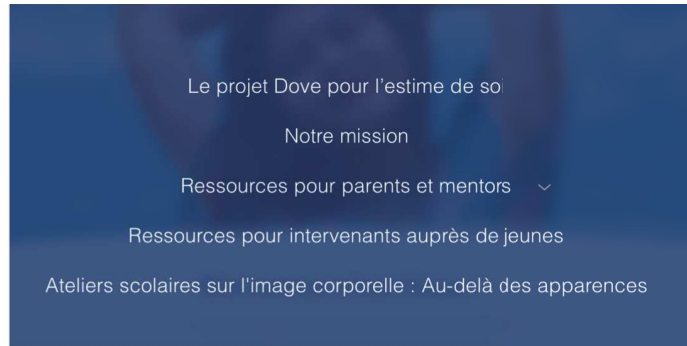 Le projet Dove pour l'estime de soi
Notre mission
Ressources pour parents et mentors
Ressources pour intervenants auprès de jeunes
Ateliers scolaires sur l'image corporelle : Au-delà des apparences